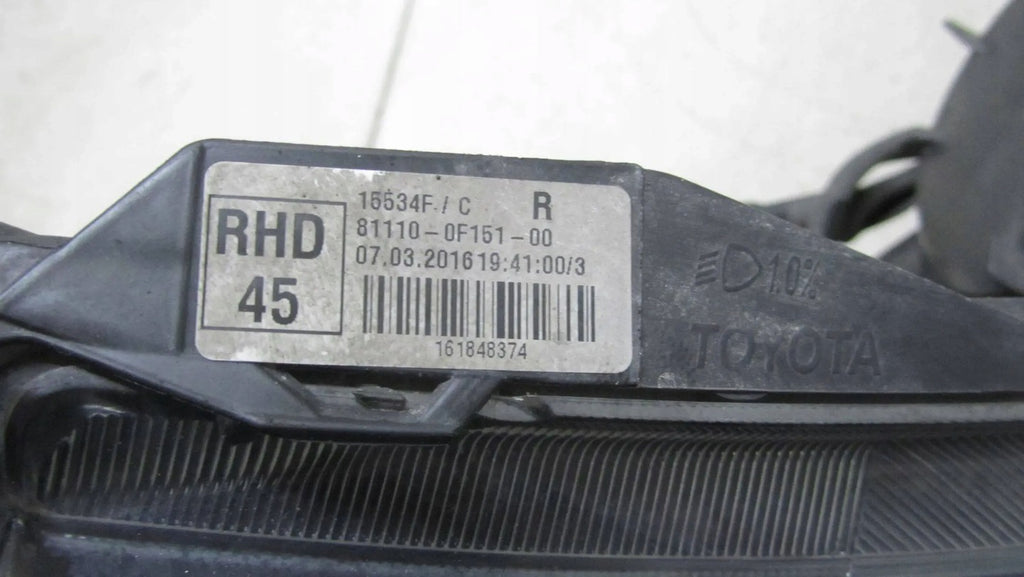 RHD
45
15534F / C R
81110-0F151-00
07.03.2016 19:41:00/3
161848374
1.0%
TOYOTA